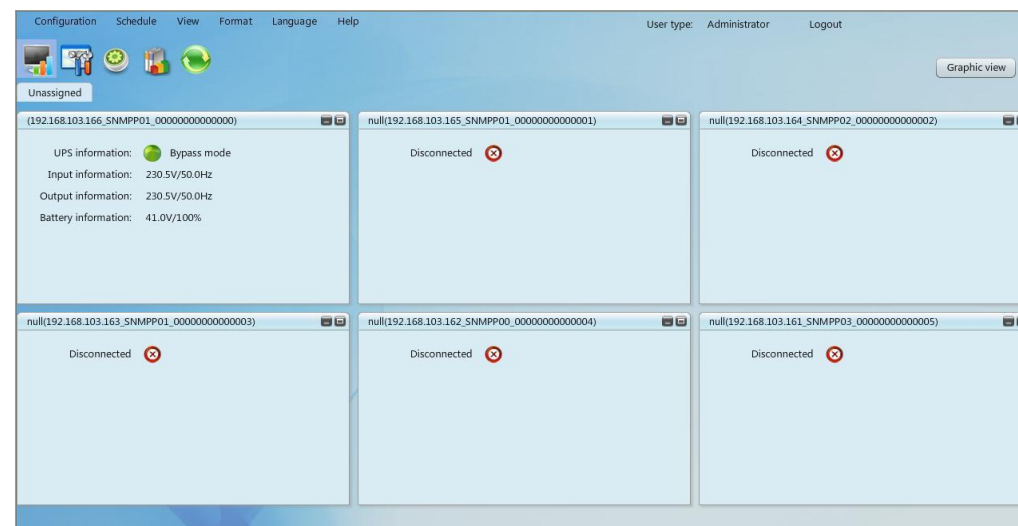 Configuration Schedule View Format Language Help User type: Administrator Logout
Graphic view
Unassigned
(192.168.103.166_SNMPP01_00000000000000) null(192.168.103.165_SNMPP01_00000000000001) null(192.168.103.164_SNMPP02_00000000000002)
UPS information: Bypass mode Disconnected Disconnected
Input information: 230.5V/50.0Hz
Output information: 230.5V/50.0Hz
Battery information: 41.0V/100%
null(192.168.103.163_SNMPP01_00000000000003) null(192.168.103.162_SNMPP00_00000000000004) null(192.168.103.161_SNMPP03_00000000000005)
Disconnected Disconnected Disconnected